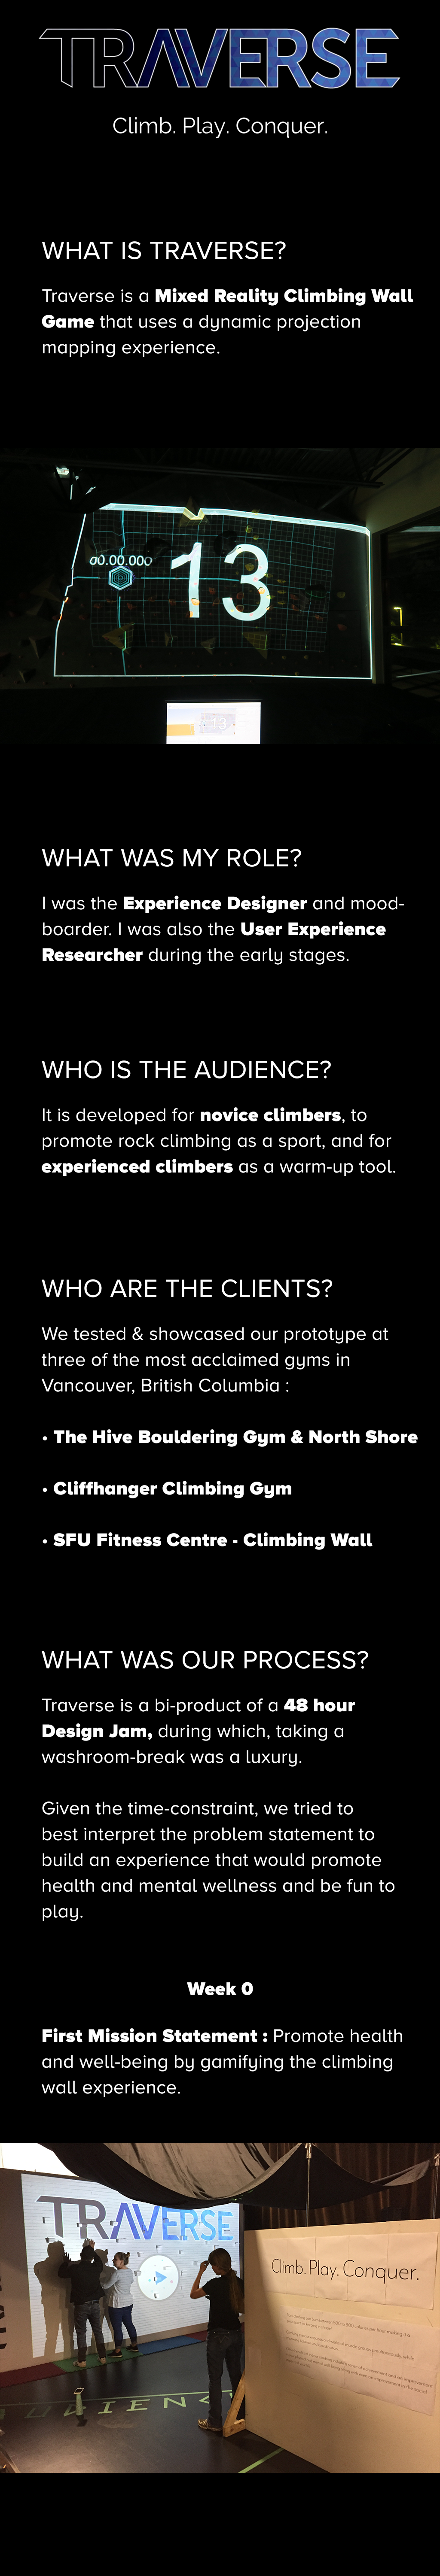 TRAVERSE
Climb. Play. Conquer.
WHAT IS TRAVERSE?
Traverse is a Mixed Reality Climbing Wall
Game that uses a dynamic projection
mapping experience.
00.00.000
13
13
WHAT WAS MY ROLE?
I was the Experience Designer and mood-
boarder. I was also the User Experience
Researcher during the early stages.
WHO IS THE AUDIENCE?
It is developed for novice climbers, to
promote rock climbing as a sport, and for
experienced climbers as a warm-up tool.
WHO ARE THE CLIENTS?
We tested & showcased our prototype at
three of the most acclaimed gyms in
Vancouver, British Columbia :
• The Hive Bouldering Gym & North Shore
• Cliffhanger Climbing Gym
• SFU Fitness Centre - Climbing Wall
WHAT WAS OUR PROCESS?
Traverse is a bi-product of a 48 hour
Design Jam, during which, taking a
washroom-break was a luxury.
Given the time-constraint, we tried to
best interpret the problem statement to
build an experience that would promote
health and mental wellness and be fun to
play.
Week 0
First Mission Statement : Promote health
and well-being by gamifying the climbing
wall experience.
TRAVERSE
Climb. Play. Conquer.